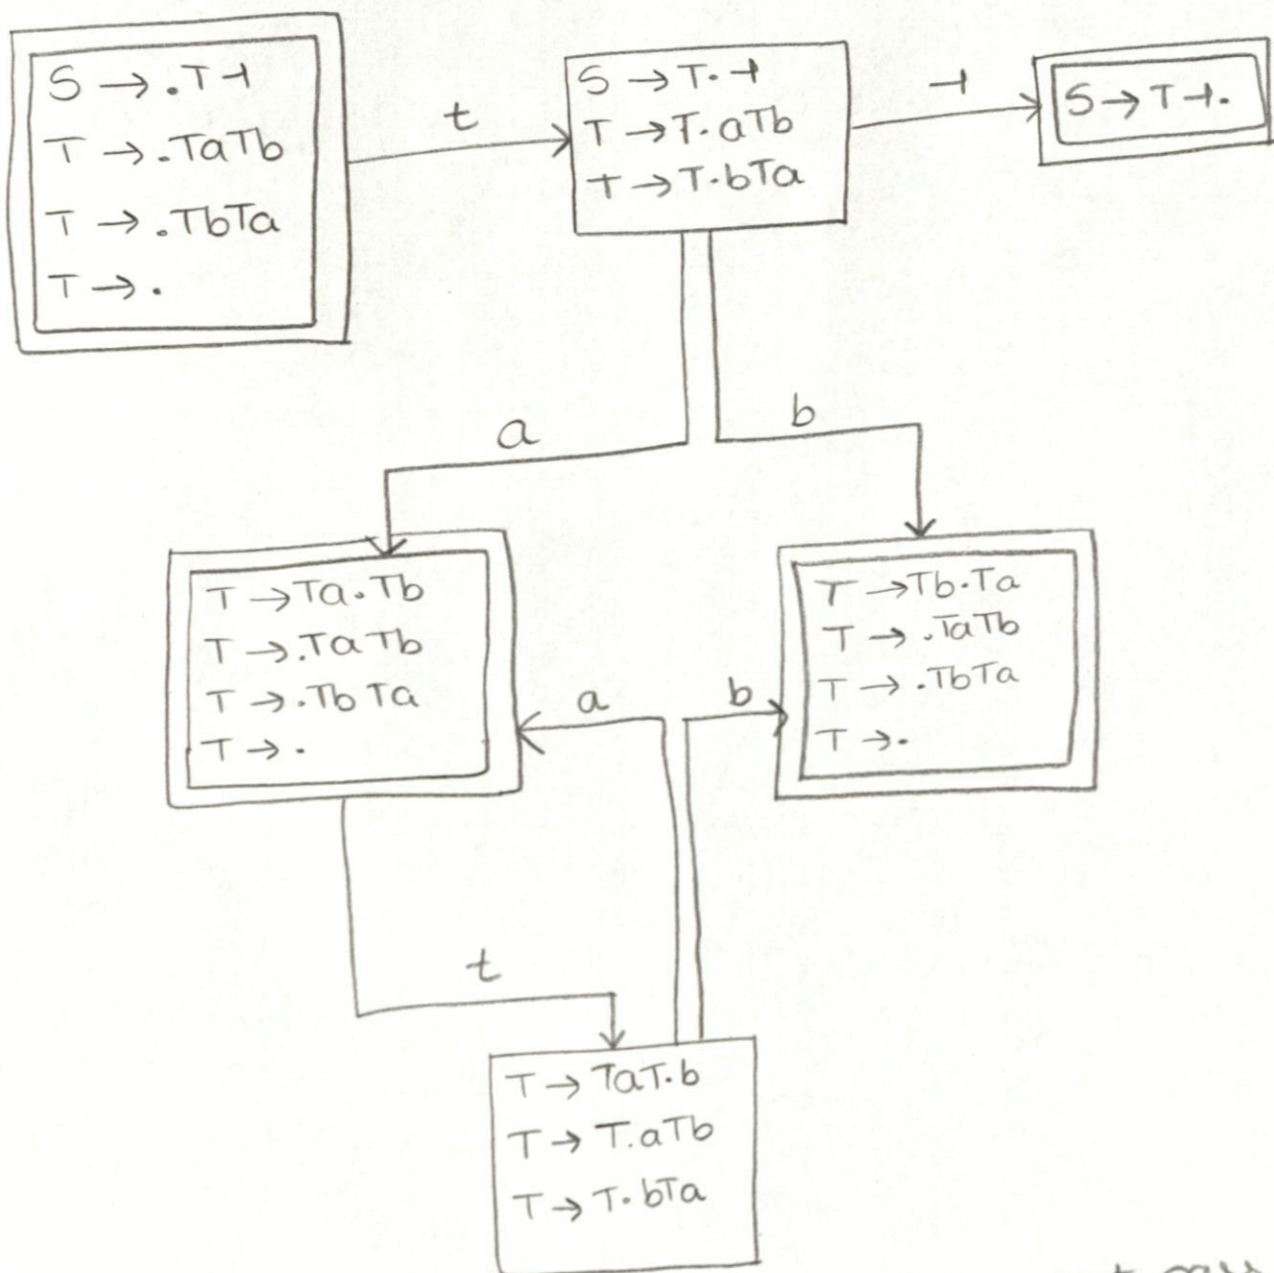 S → .T⊣
T → .TaTb
T → .TbTa
T → .
t
S → T.⊣
T → T.aTb
T → T.bTa
⊣
S → T⊣.
a
b
T → Ta.Tb
T → .TaTb
T → .TbTa
T → .
a
b
T → Tb.Ta
T → .TaTb
T → .TbTa
T → .
t
T → TaT.b
T → T.aTb
T → T.bTa